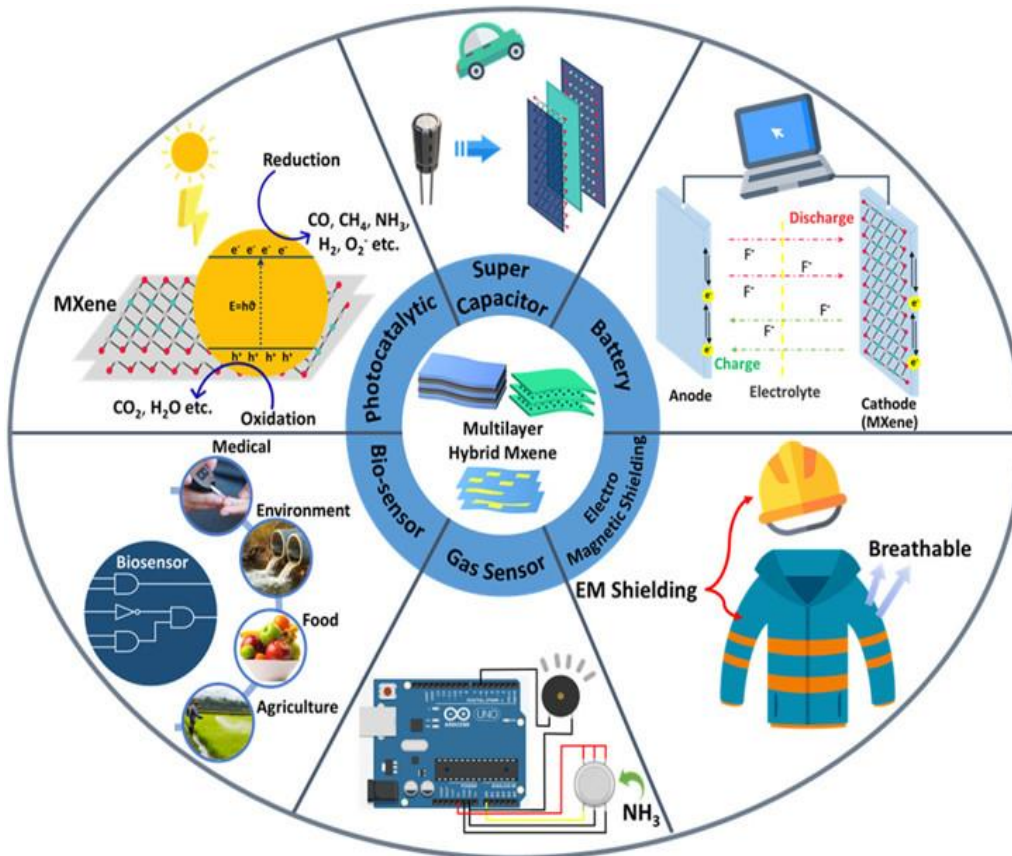 Reduction
CO, CH₄, NH₃,
H₂, O₂⁻ etc.
e⁻ e⁻ e⁻ e⁻
MXene
E=hϑ
h⁺ h⁺ h⁺ h⁺
CO₂, H₂O etc.
Oxidation
Discharge
F⁺
F⁺
F⁺
F⁺
F⁺
e⁻
e⁻
e⁻
e⁻
Charge
Anode
Electrolyte
Cathode
(MXene)
Super
Capacitor
Photocatalytic
Battery
Multilayer
Hybrid Mxene
Bio-sensor
Gas Sensor
Electro
Magnetic Shielding
Medical
Environment
Biosensor
Food
Agriculture
ARDUINO
UNO
NH₃
EM Shielding
Breathable